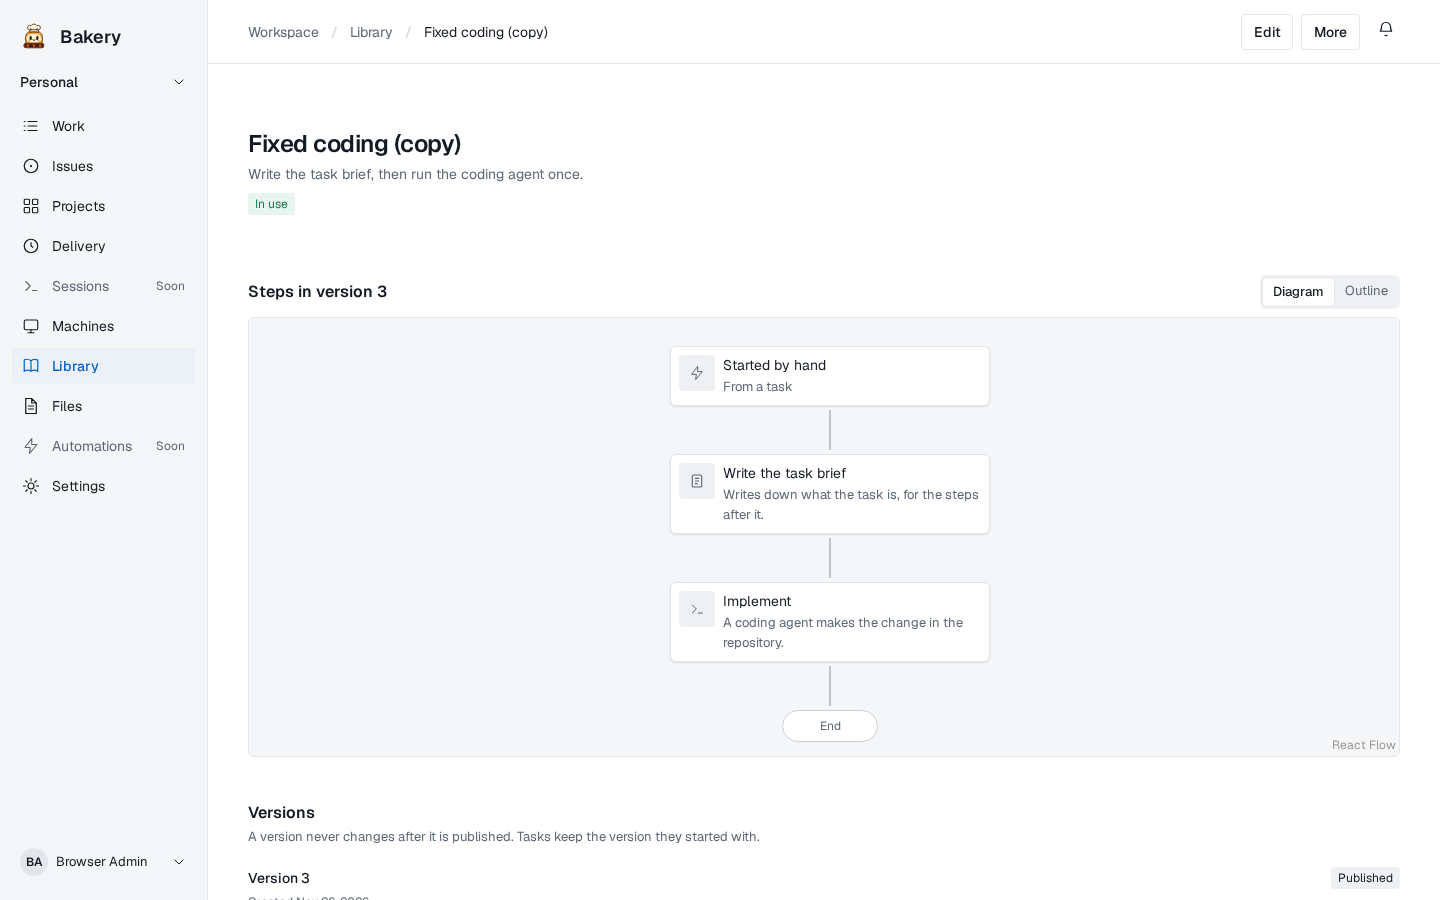 Bakery
Personal
Work
Issues
Projects
Delivery
Sessions Soon
Machines
Library
Files
Automations Soon
Settings
BA Browser Admin
Workspace / Library / Fixed coding (copy)
Edit More
Fixed coding (copy)
Write the task brief, then run the coding agent once.
In use
Steps in version 3
Diagram Outline
Started by hand
From a task
Write the task brief
Writes down what the task is, for the steps
after it.
Implement
A coding agent makes the change in the
repository.
End
React Flow
Versions
A version never changes after it is published. Tasks keep the version they started with.
Version 3
Published